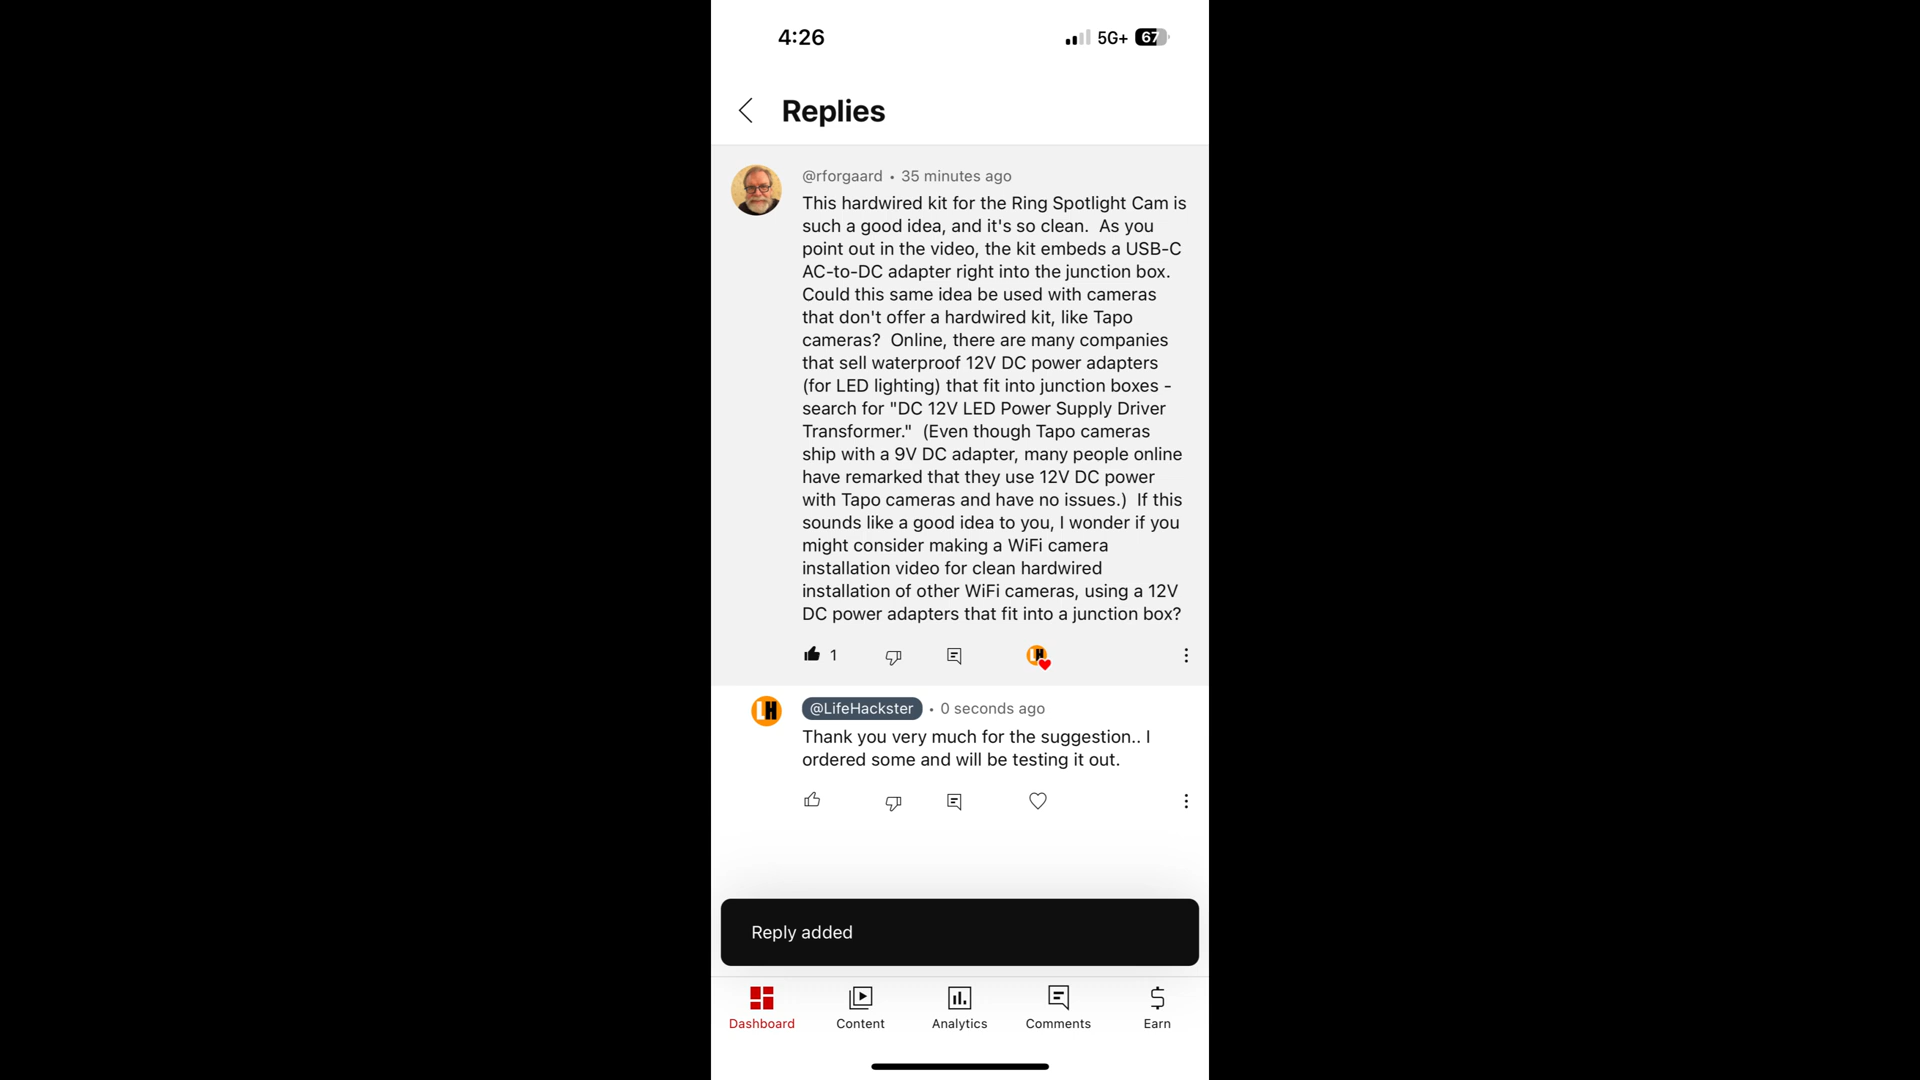 4:26
5G+ 67
Replies
@rforgaard • 35 minutes ago
This hardwired kit for the Ring Spotlight Cam is
such a good idea, and it's so clean.  As you
point out in the video, the kit embeds a USB-C
AC-to-DC adapter right into the junction box.
Could this same idea be used with cameras
that don't offer a hardwired kit, like Tapo
cameras?  Online, there are many companies
that sell waterproof 12V DC power adapters
(for LED lighting) that fit into junction boxes -
search for "DC 12V LED Power Supply Driver
Transformer."  (Even though Tapo cameras
ship with a 9V DC adapter, many people online
have remarked that they use 12V DC power
with Tapo cameras and have no issues.)  If this
sounds like a good idea to you, I wonder if you
might consider making a WiFi camera
installation video for clean hardwired
installation of other WiFi cameras, using a 12V
DC power adapters that fit into a junction box?
1
LH
LH
@LifeHackster • 0 seconds ago
Thank you very much for the suggestion.. I
ordered some and will be testing it out.
Reply added
Dashboard
Content
Analytics
Comments
Earn